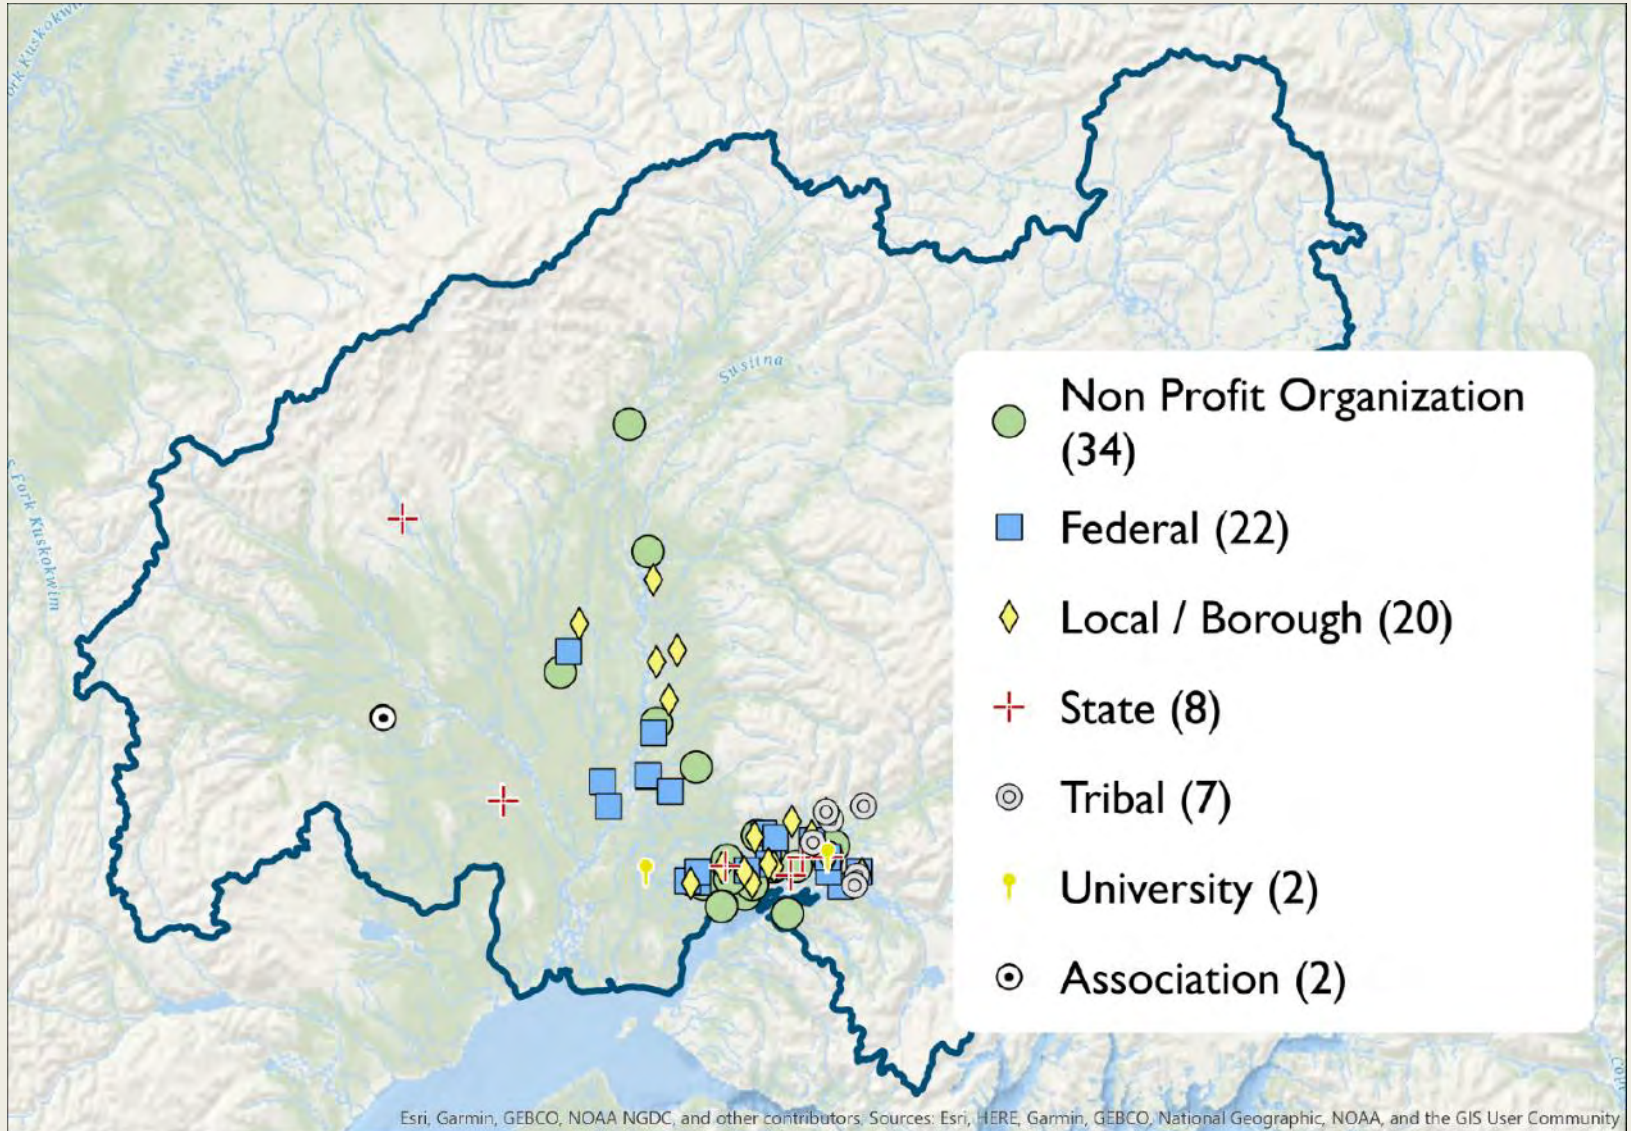 Susitna
Non Profit Organization
(34)
Federal (22)
Local / Borough (20)
State (8)
Tribal (7)
University (2)
Association (2)
Fork Kuskokwim
Esri, Garmin, GEBCO, NOAA NGDC, and other contributors, Sources: Esri, HERE, Garmin, GEBCO, National Geographic, NOAA, and the GIS User Community